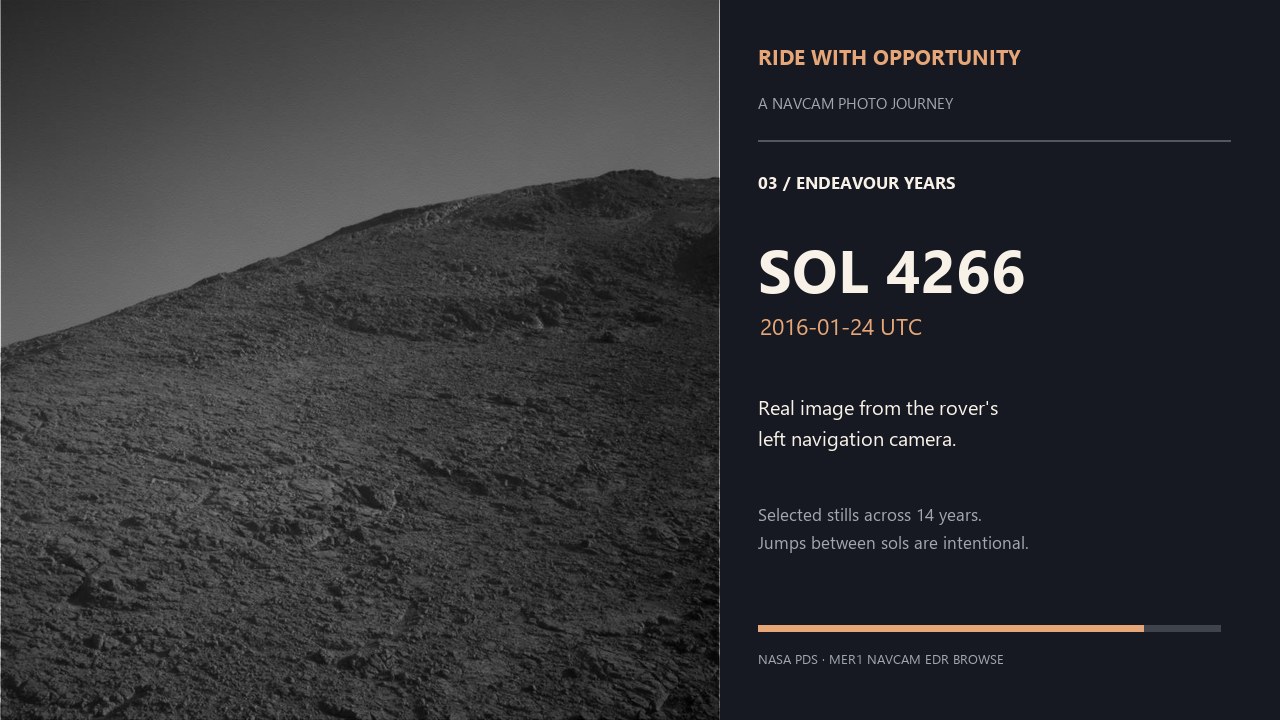 RIDE WITH OPPORTUNITY
A NAVCAM PHOTO JOURNEY
03 / ENDEAVOUR YEARS
SOL 4266
2016-01-24 UTC
Real image from the rover's
left navigation camera.
Selected stills across 14 years.
Jumps between sols are intentional.
NASA PDS · MER1 NAVCAM EDR BROWSE